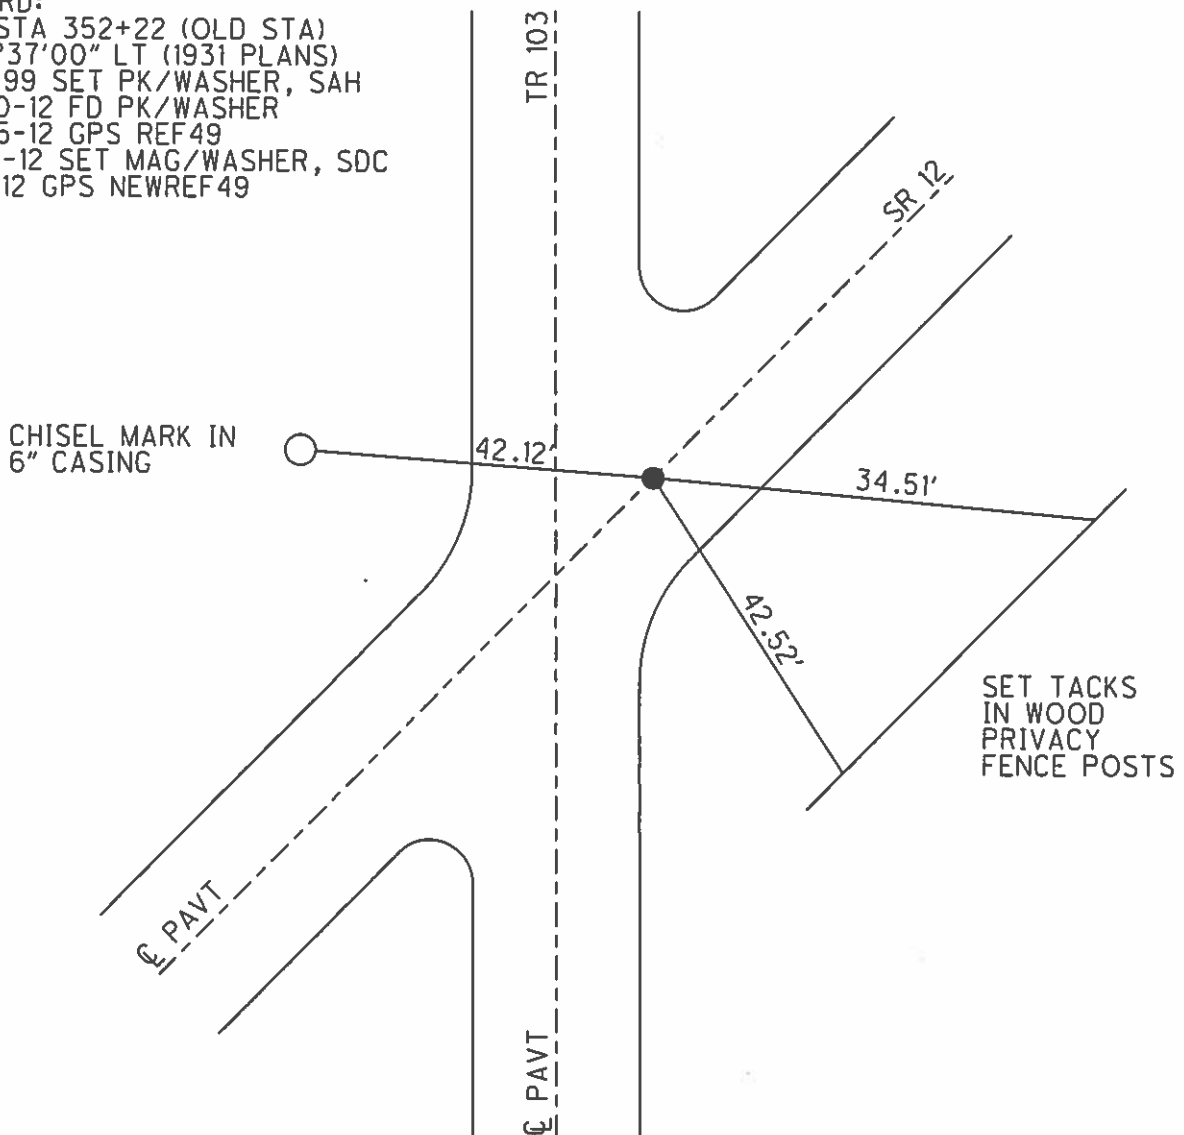 RD:
STA 352+22 (OLD STA)
°37'00" LT (1931 PLANS)
99 SET PK/WASHER, SAH
0-12 FD PK/WASHER
5-12 GPS REF49
-12 SET MAG/WASHER, SDC
12 GPS NEWREF49
TR 103
SR 12
CHISEL MARK IN
6" CASING
42.12'
34.51'
42.52'
SET TACKS
IN WOOD
PRIVACY
FENCE POSTS
℄ PAVT
℄ PAVT